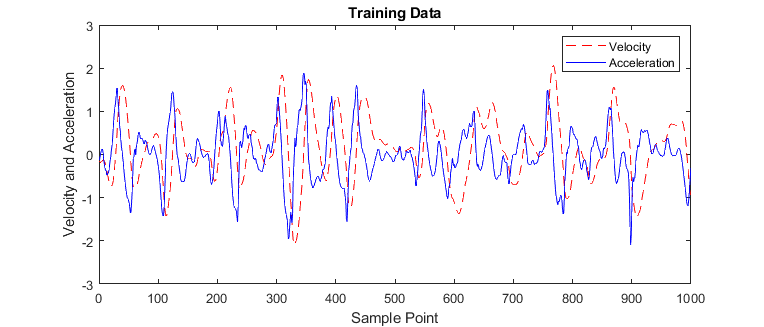 Training Data
Velocity and Acceleration
3
2
1
0
-1
-2
-3
Velocity
Acceleration
0 100 200 300 400 500 600 700 800 900 1000
Sample Point